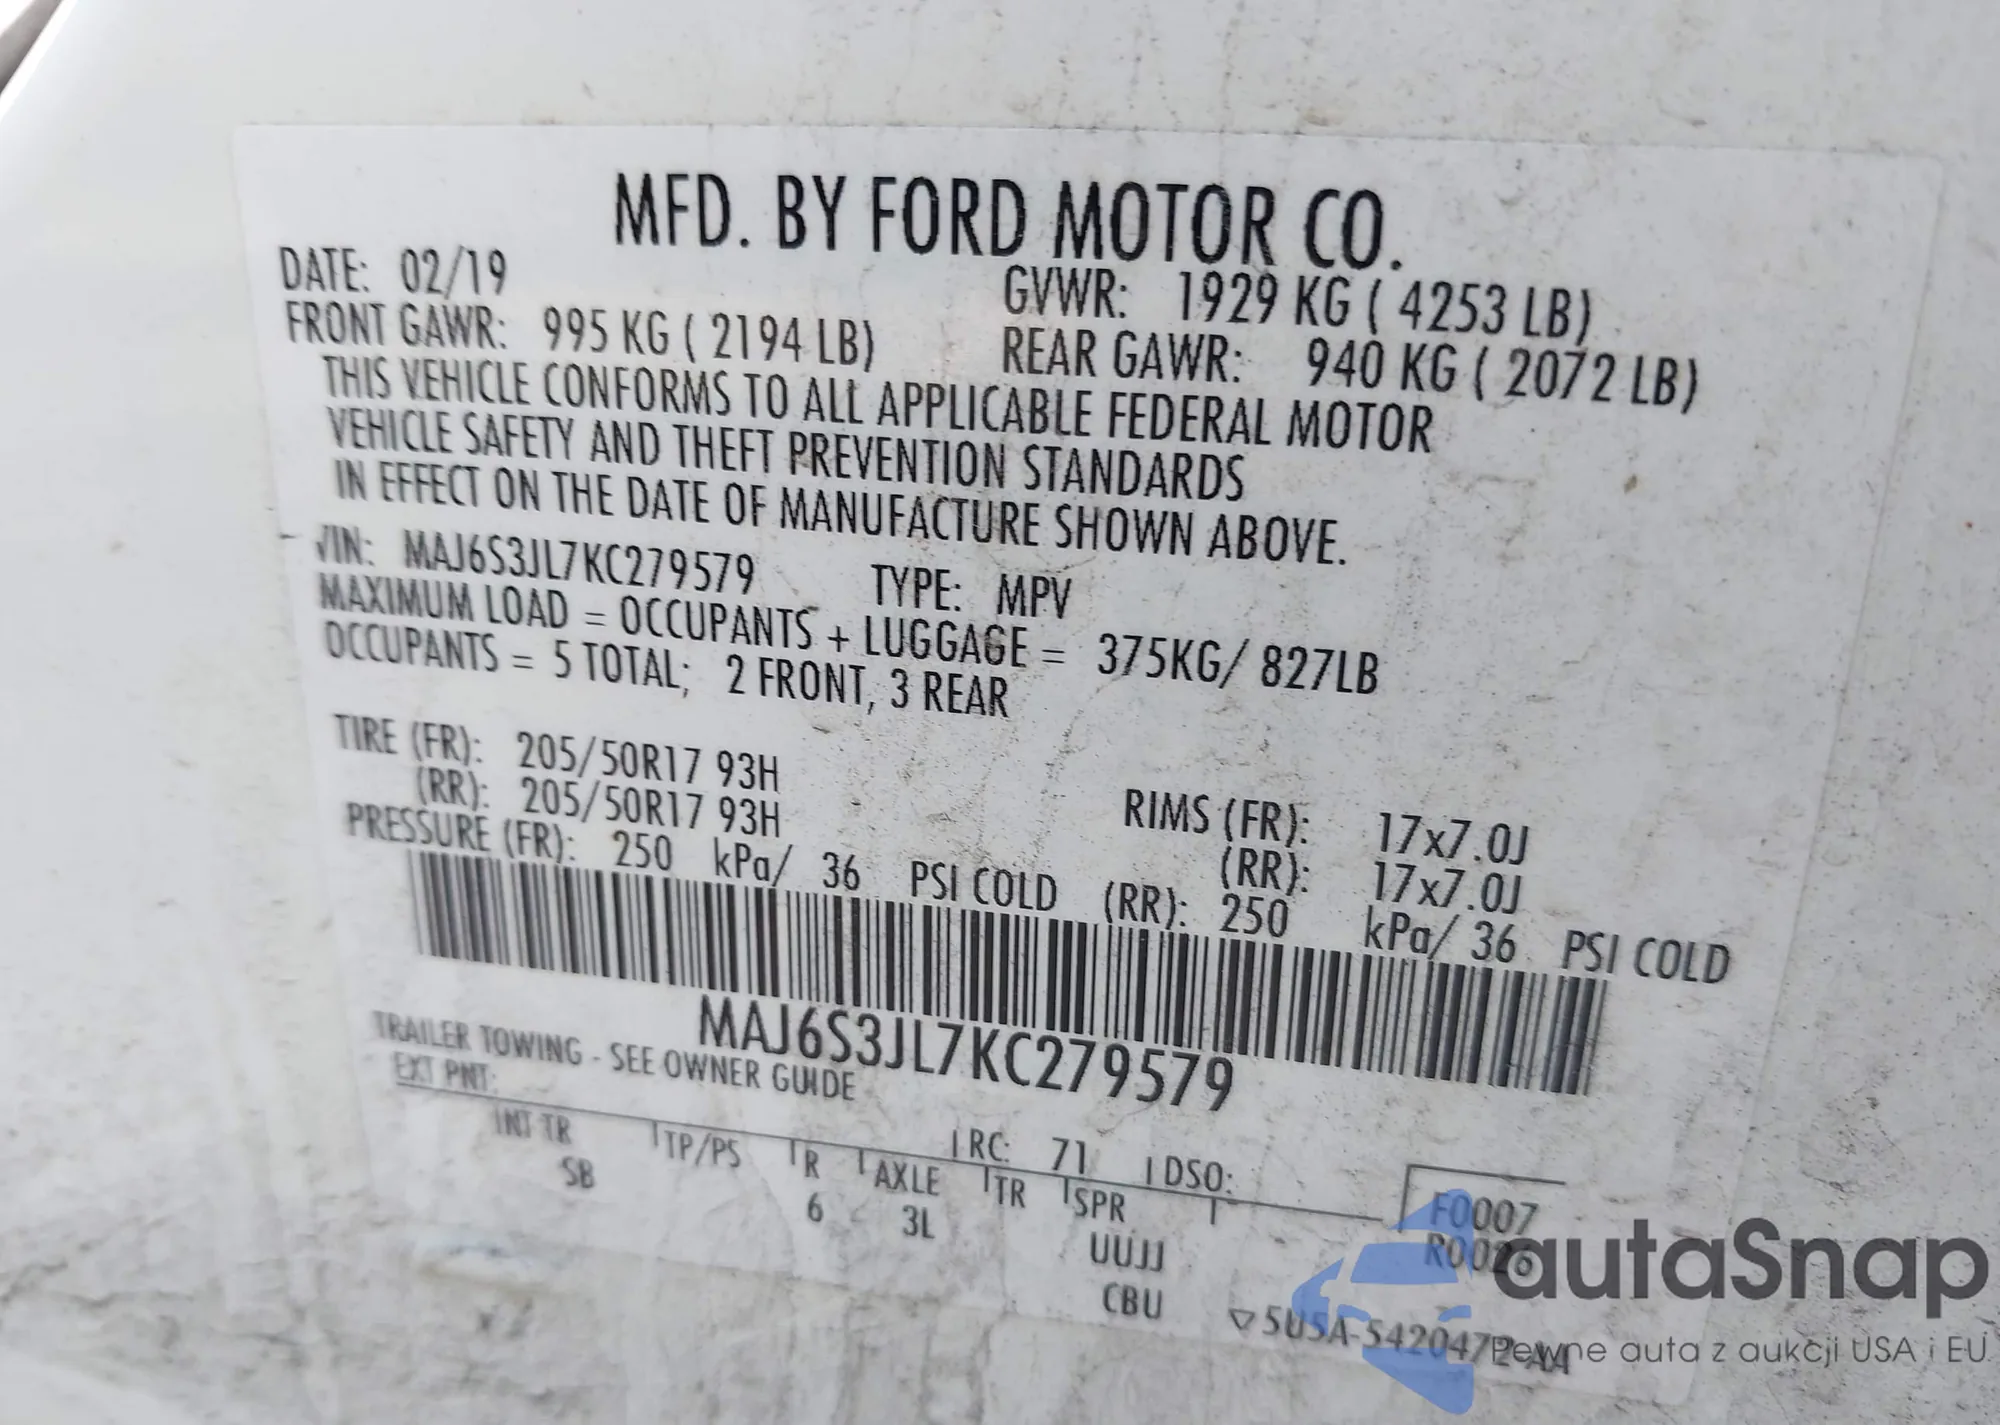 MFD. BY FORD MOTOR CO.
DATE: 02/19 GVWR: 1929 KG ( 4253 LB)
FRONT GAWR: 995 KG ( 2194 LB) REAR GAWR: 940 KG ( 2072 LB)
THIS VEHICLE CONFORMS TO ALL APPLICABLE FEDERAL MOTOR
VEHICLE SAFETY AND THEFT PREVENTION STANDARDS
IN EFFECT ON THE DATE OF MANUFACTURE SHOWN ABOVE.
VIN: MAJ6S3JL7KC279579 TYPE: MPV
MAXIMUM LOAD = OCCUPANTS + LUGGAGE = 375KG/ 827LB
OCCUPANTS = 5 TOTAL; 2 FRONT, 3 REAR
TIRE (FR): 205/50R17 93H RIMS (FR): 17x7.0J
(RR): 205/50R17 93H (RR): 17x7.0J
PRESSURE (FR): 250 kPa/ 36 PSI COLD (RR): 250 kPa/ 36 PSI COLD
MAJ6S3JL7KC279579
TRAILER TOWING - SEE OWNER GUIDE
EXT PNT: RC: 71 DSO:
INT TR TP/PS R AXLE TR SPR
SB 6 3L UUJJ
CBU
F0007
R0026
5U5A-5420472-AA
autaSnap
Pewne auta z aukcji USA i EU